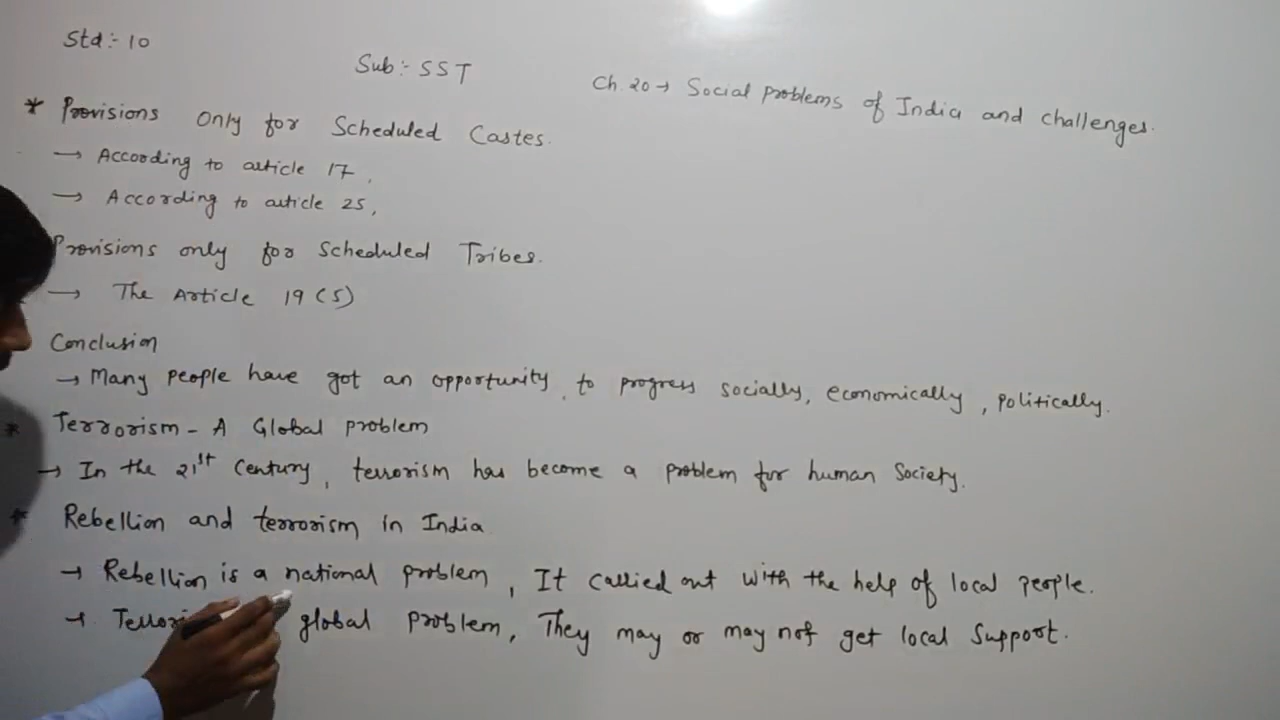 Std:- 10
Sub:- SST
Ch. 20 → Social problems of India and challenges.
* Provisions only for Scheduled Castes.
→ According to article 17,
→ According to article 25,
Provisions only for Scheduled Tribes.
→ The Article 19 (5)
Conclusion
→ Many people have got an opportunity, to progress socially, economically, politically.
* Terrorism - A Global problem
→ In the 21st Century, terrorism has become a problem for human Society.
* Rebellion and terrorism in India
→ Rebellion is a national problem, It carried out with the help of local people.
→ global problem, They may or may not get local support.